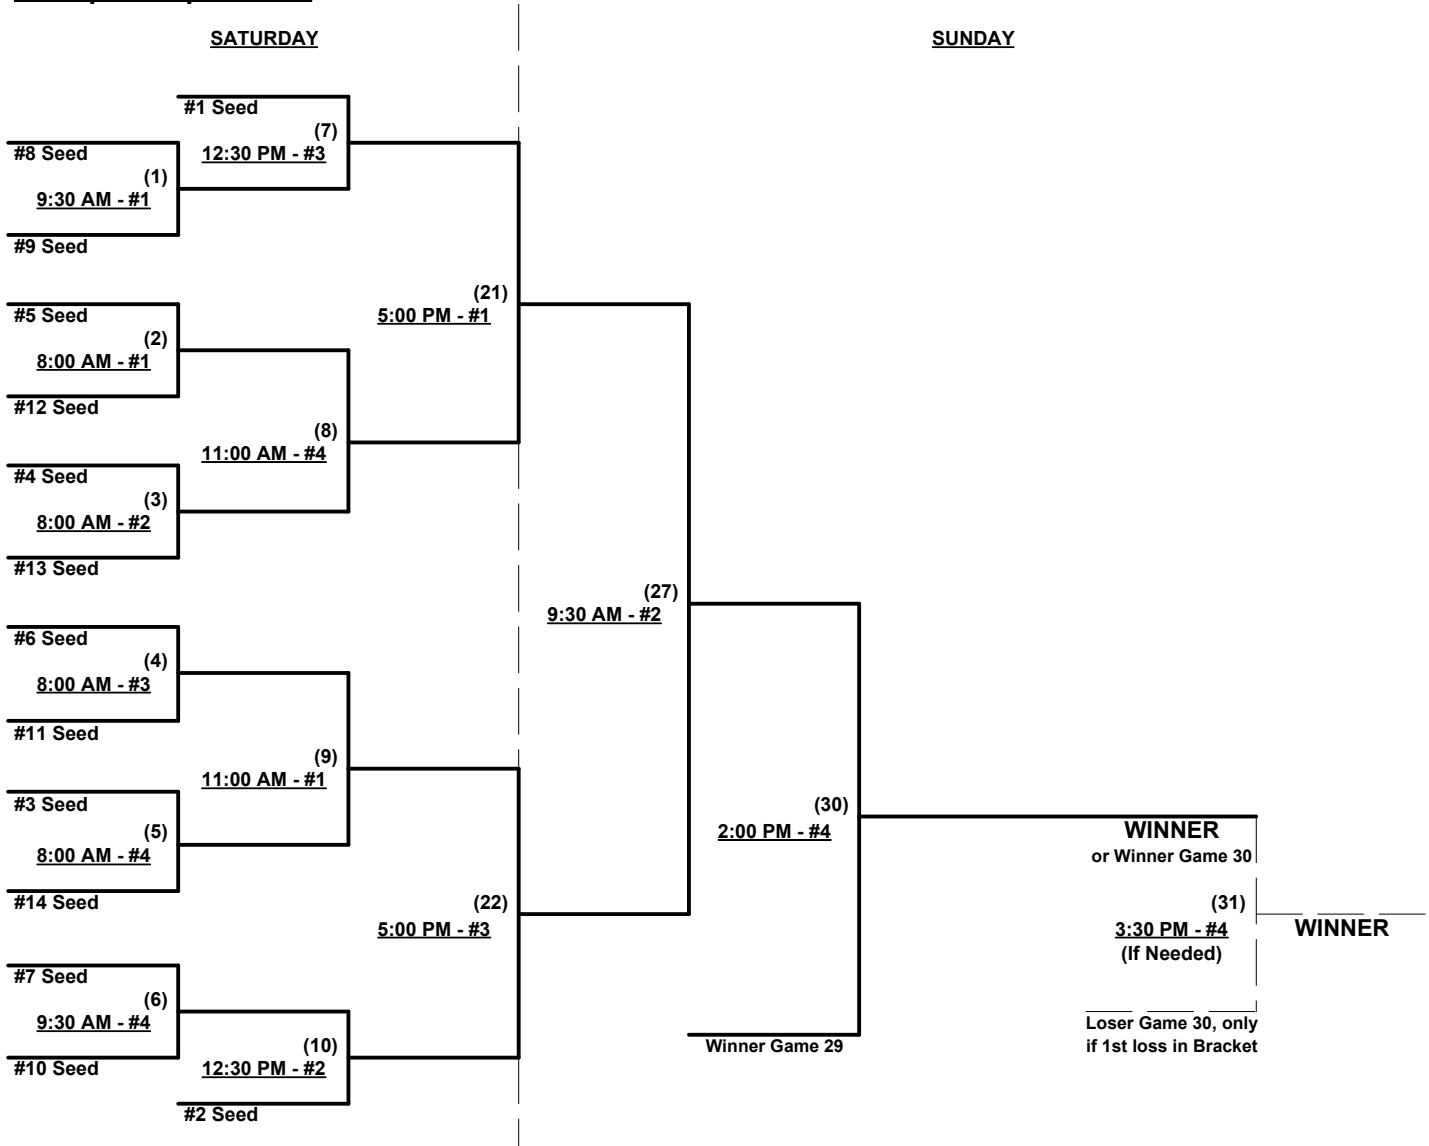 SATURDAY
SUNDAY
#1 Seed
(7)
12:30 PM - #3
#8 Seed
(1)
9:30 AM - #1
#9 Seed
(21)
5:00 PM - #1
#5 Seed
(2)
8:00 AM - #1
#12 Seed
(8)
11:00 AM - #4
#4 Seed
(3)
8:00 AM - #2
#13 Seed
(27)
9:30 AM - #2
#6 Seed
(4)
8:00 AM - #3
#11 Seed
(9)
11:00 AM - #1
#3 Seed
(5)
8:00 AM - #4
#14 Seed
(30)
2:00 PM - #4
WINNER
or Winner Game 30
(22)
5:00 PM - #3
(31)
3:30 PM - #4
(If Needed)
WINNER
#7 Seed
(6)
9:30 AM - #4
#10 Seed
(10)
12:30 PM - #2
#2 Seed
Winner Game 29
Loser Game 30, only
if 1st loss in Bracket